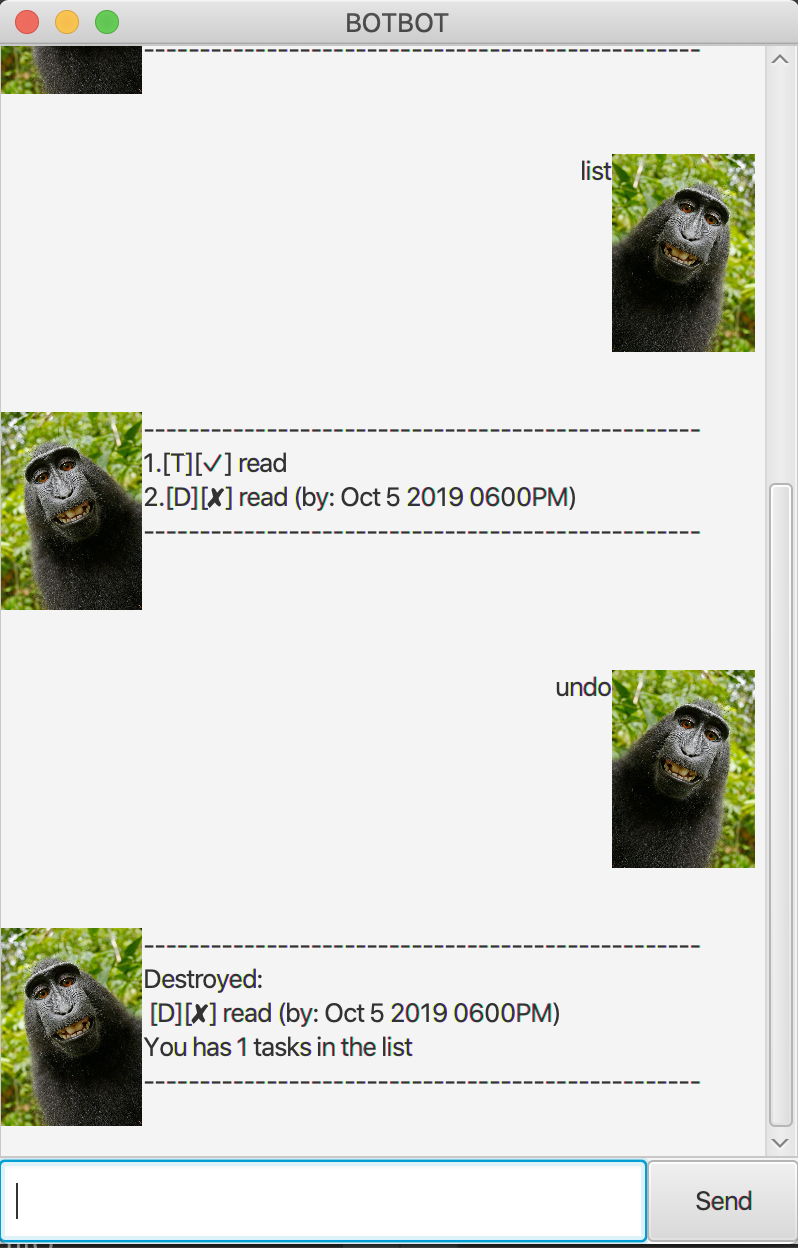 BOTBOT
--------------------------------------------------
list
--------------------------------------------------
1.[T][✓] read
2.[D][✘] read (by: Oct 5 2019 0600PM)
--------------------------------------------------
undo
--------------------------------------------------
Destroyed:
[D][✘] read (by: Oct 5 2019 0600PM)
You has 1 tasks in the list
--------------------------------------------------
Send